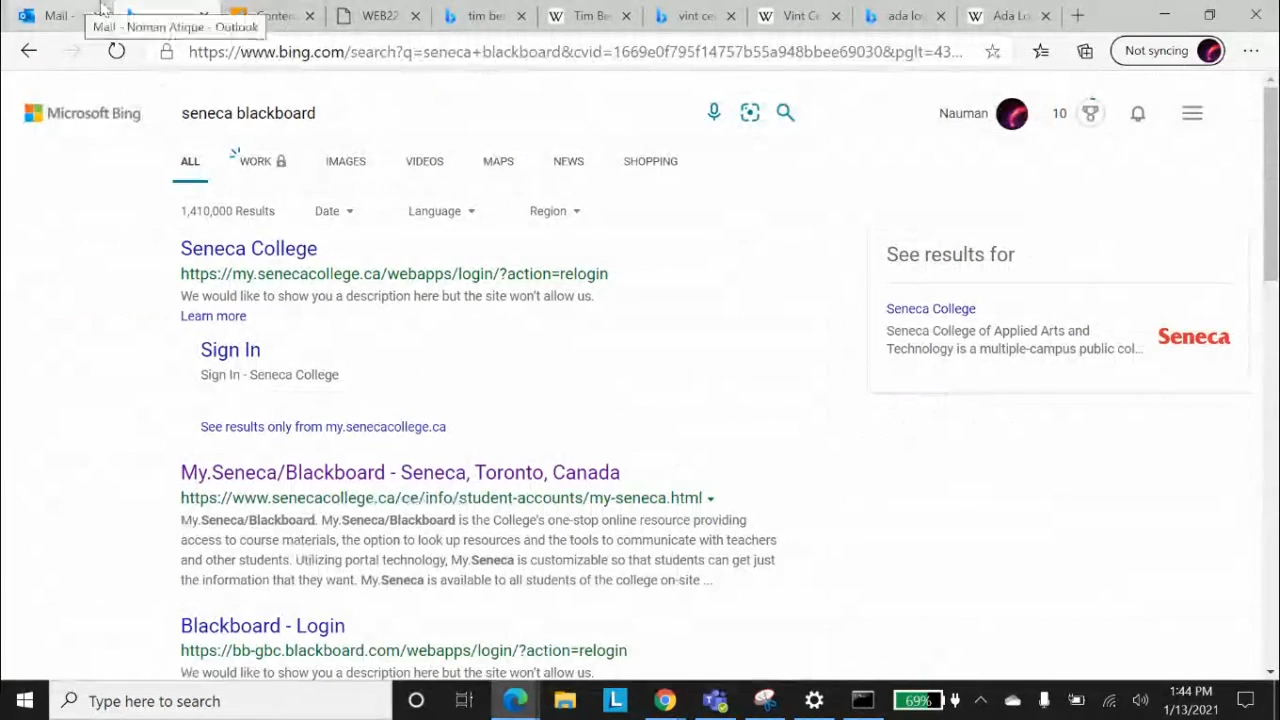 Mail -
Conten
WEB22
tim be
Tim Be
vint ce
Vint C
ada lo
Ada Lo
Mail - Noman Atique - Outlook
https://www.bing.com/search?q=seneca+blackboard&cvid=1669e0f795f14757b55a948bbee69030&pglt=43...
Not syncing
Microsoft Bing
seneca blackboard
Nauman
10
ALL
WORK
IMAGES
VIDEOS
MAPS
NEWS
SHOPPING
1,410,000 Results
Date
Language
Region
Seneca College
https://my.senecacollege.ca/webapps/login/?action=relogin
We would like to show you a description here but the site won't allow us.
Learn more
Sign In
Sign In - Seneca College
See results only from my.senecacollege.ca
My.Seneca/Blackboard - Seneca, Toronto, Canada
https://www.senecacollege.ca/ce/info/student-accounts/my-seneca.html
My.Seneca/Blackboard. My.Seneca/Blackboard is the College's one-stop online resource providing
access to course materials, the option to look up resources and the tools to communicate with teachers
and other students. Utilizing portal technology, My.Seneca is customizable so that students can get just
the information that they want. My.Seneca is available to all students of the college on-site ...
Blackboard - Login
https://bb-gbc.blackboard.com/webapps/login/?action=relogin
We would like to show you a description here but the site won't allow us.
See results for
Seneca College
Seneca College of Applied Arts and
Technology is a multiple-campus public col...
Seneca
Type here to search
L
69%
1:44 PM
1/13/2021